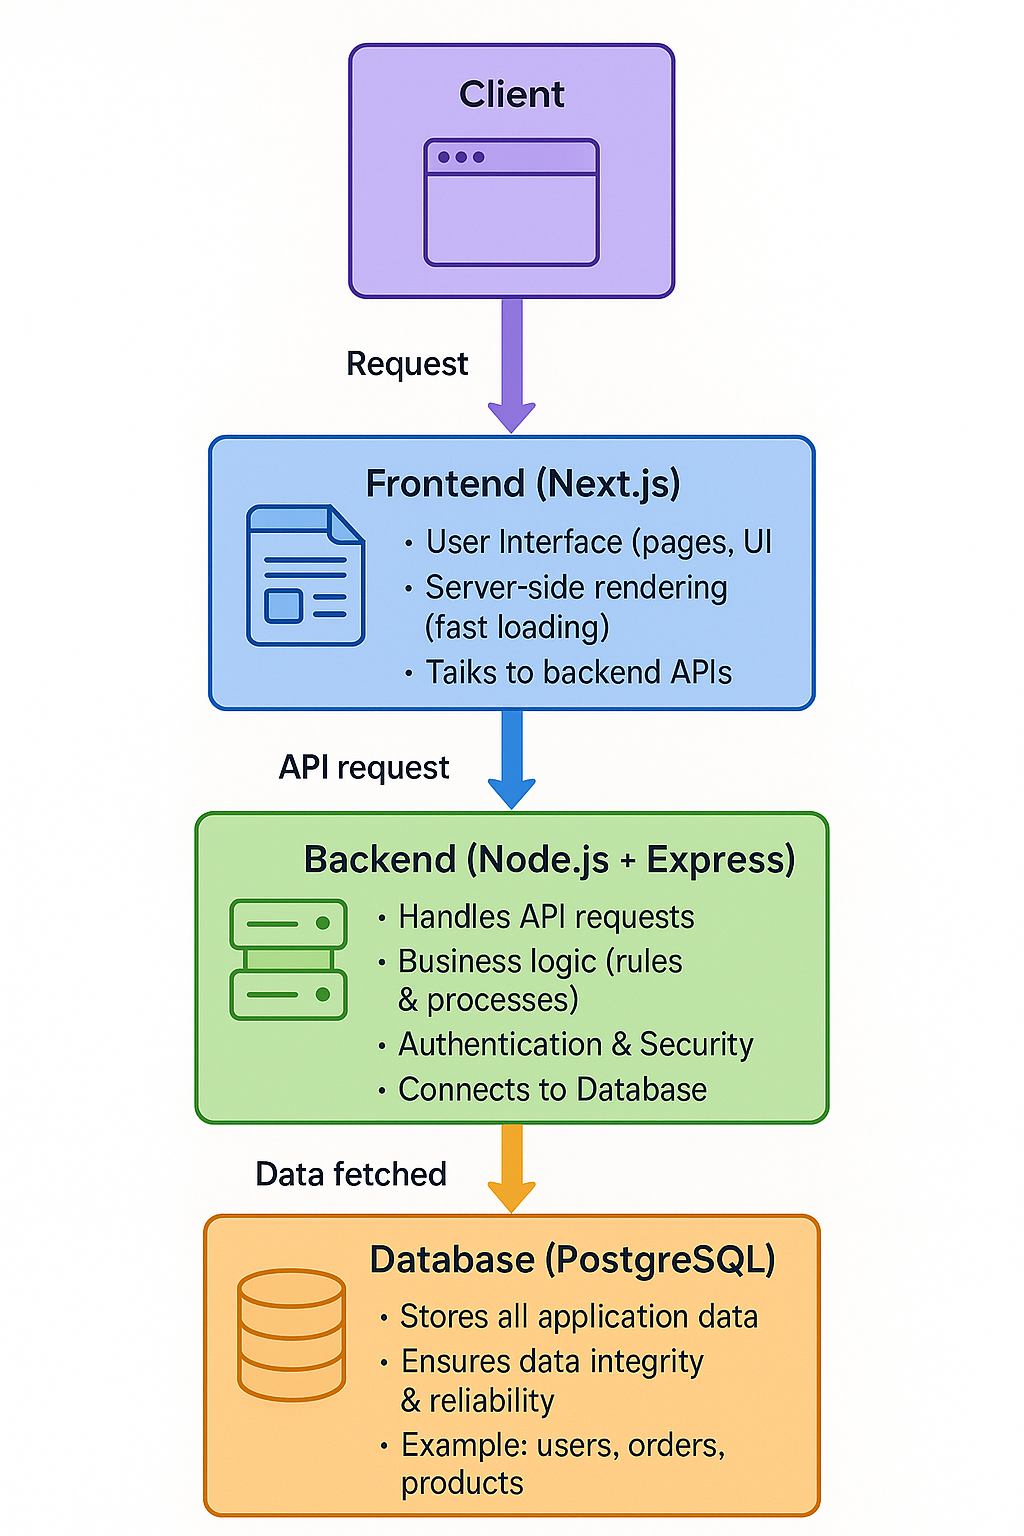 Client
Request
Frontend (Next.js)
• User Interface (pages, UI
• Server-side rendering
(fast loading)
• Taiks to backend APIs
API request
Backend (Node.js + Express)
• Handles API requests
• Business logic (rules
& processes)
• Authentication & Security
• Connects to Database
Data fetched
Database (PostgreSQL)
• Stores all application data
• Ensures data integrity
& reliability
• Example: users, orders,
products